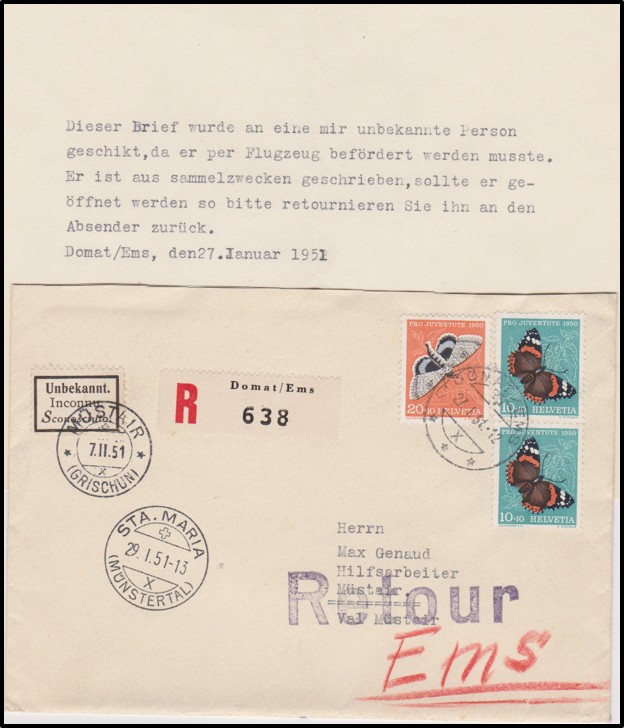 Dieser Brief wurde an eine mir unbekannte Person
geschikt,da er per Flugzeug befördert werden musste.
Er ist aus sammelzwecken geschrieben,sollte er ge-
öffnet werden so bitte retournieren Sie ihn an den
Absender zurück.
Domat/Ems, den27.Januar 1951
PRO JUVENTUTE 1950
20+10 HELVETIA
PRO JUVENTUTE 1950
10+10 HELVETIA
PRO JUVENTUTE 1950
10+10 HELVETIA
Unbekannt.
Inconnu
Sconosciuto.
R
Domat/Ems
638
MÜSTAIR
7.II.51
X
(GRISCHUN)
STA. MARIA
29.I.51-13
X
(MÜNSTERTAL)
Herrn
Max Genaud
Hilfsarbeiter
Müstair
Val Müstair
Retour
Ems